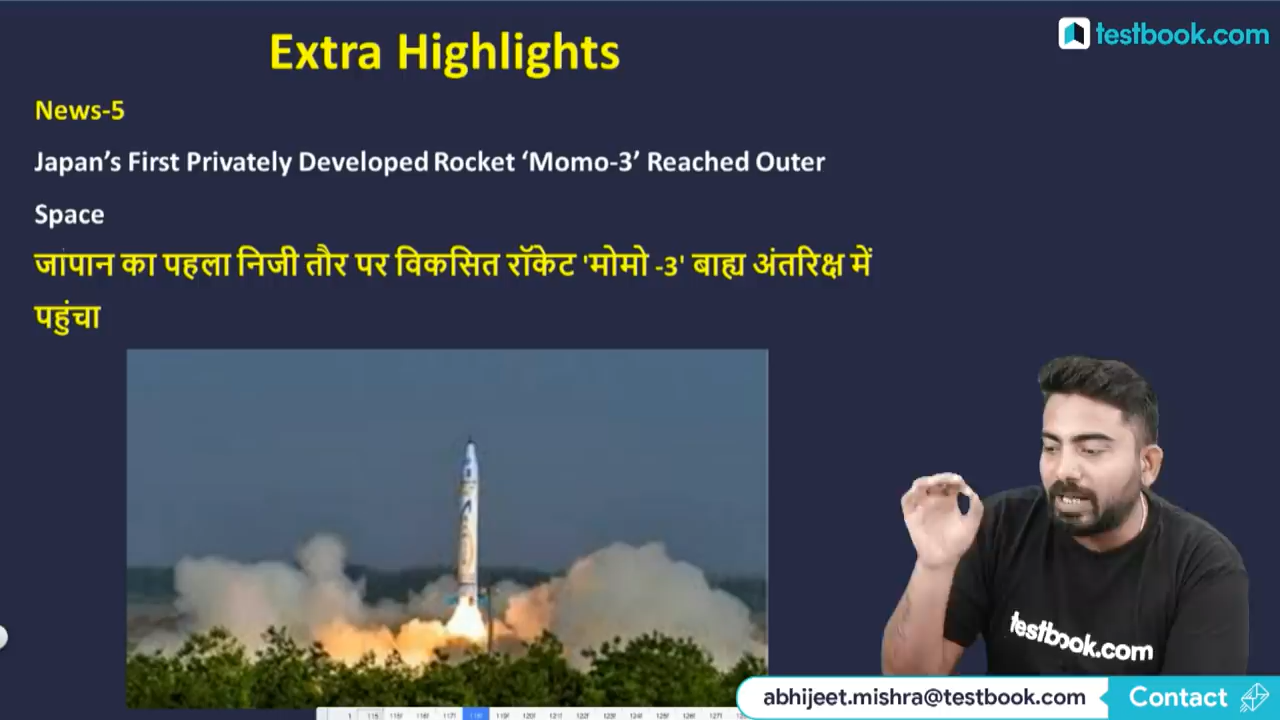 Extra Highlights
testbook.com
News-5
Japan's First Privately Developed Rocket ‘Momo-3’ Reached Outer
Space
जापान का पहला निजी तौर पर विकसित रॉकेट 'मोमो -3' बाह्य अंतरिक्ष में
पहुंचा
testbook.com
abhijeet.mishra@testbook.com
Contact